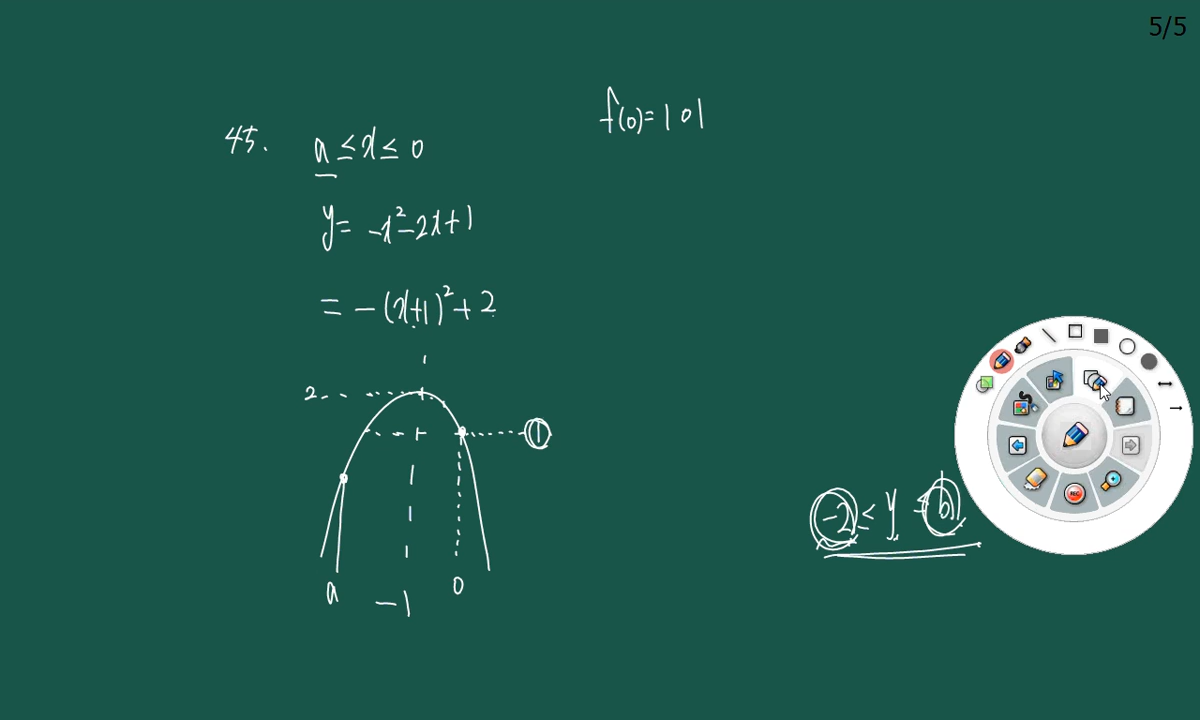 5/5
f(0)=1 0 1
45. a ≤ x ≤ 0
y= -x²-2x+1
= -(x+1)²+2
2
①
-2 ≤ y ≤ b
a -1 0
REC